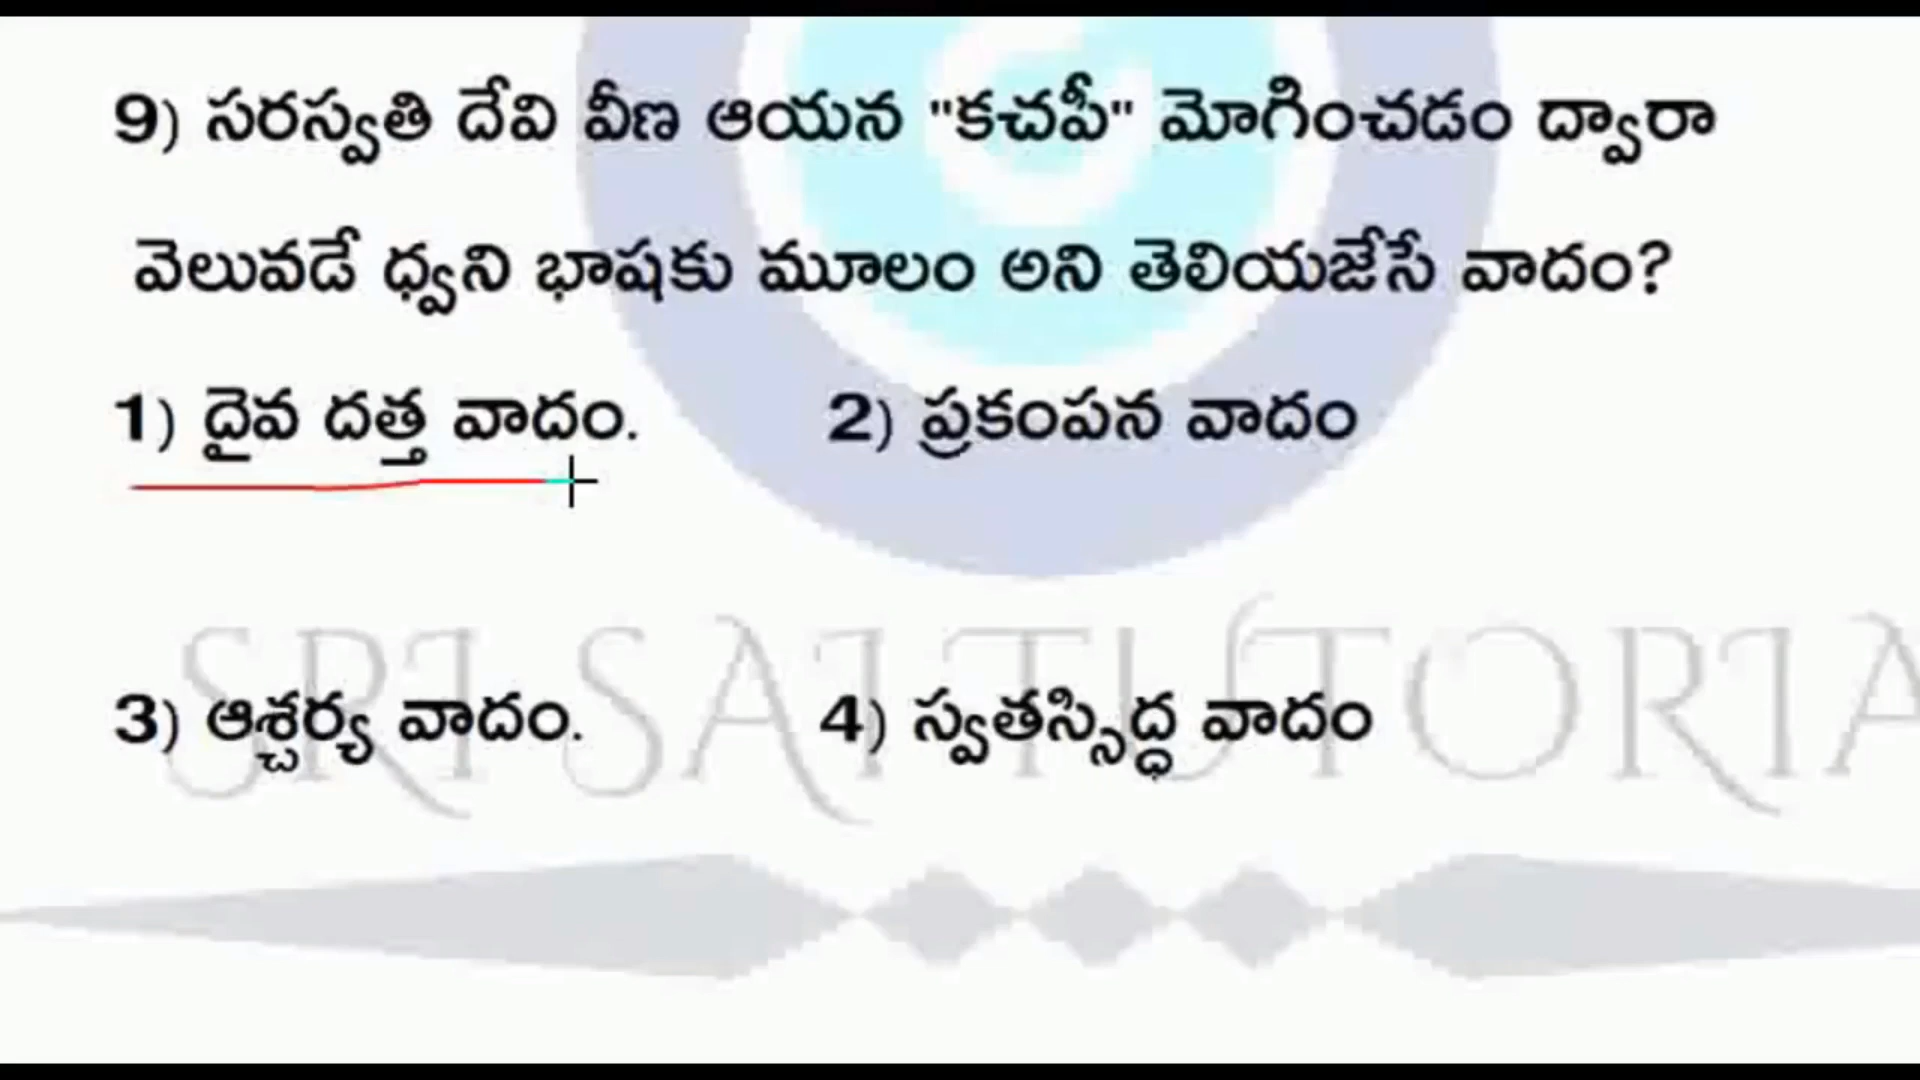 9) సరస్వతి దేవి వీణ ఆయన "కచపీ" మోగించడం ద్వారా
వెలువడే ధ్వని భాషకు మూలం అని తెలియజేసే వాదం?
1) దైవ దత్త వాదం. 2) ప్రకంపన వాదం
SRI SAI TUTORIA
3) ఆశ్చర్య వాదం. 4) స్వతస్సిద్ధ వాదం